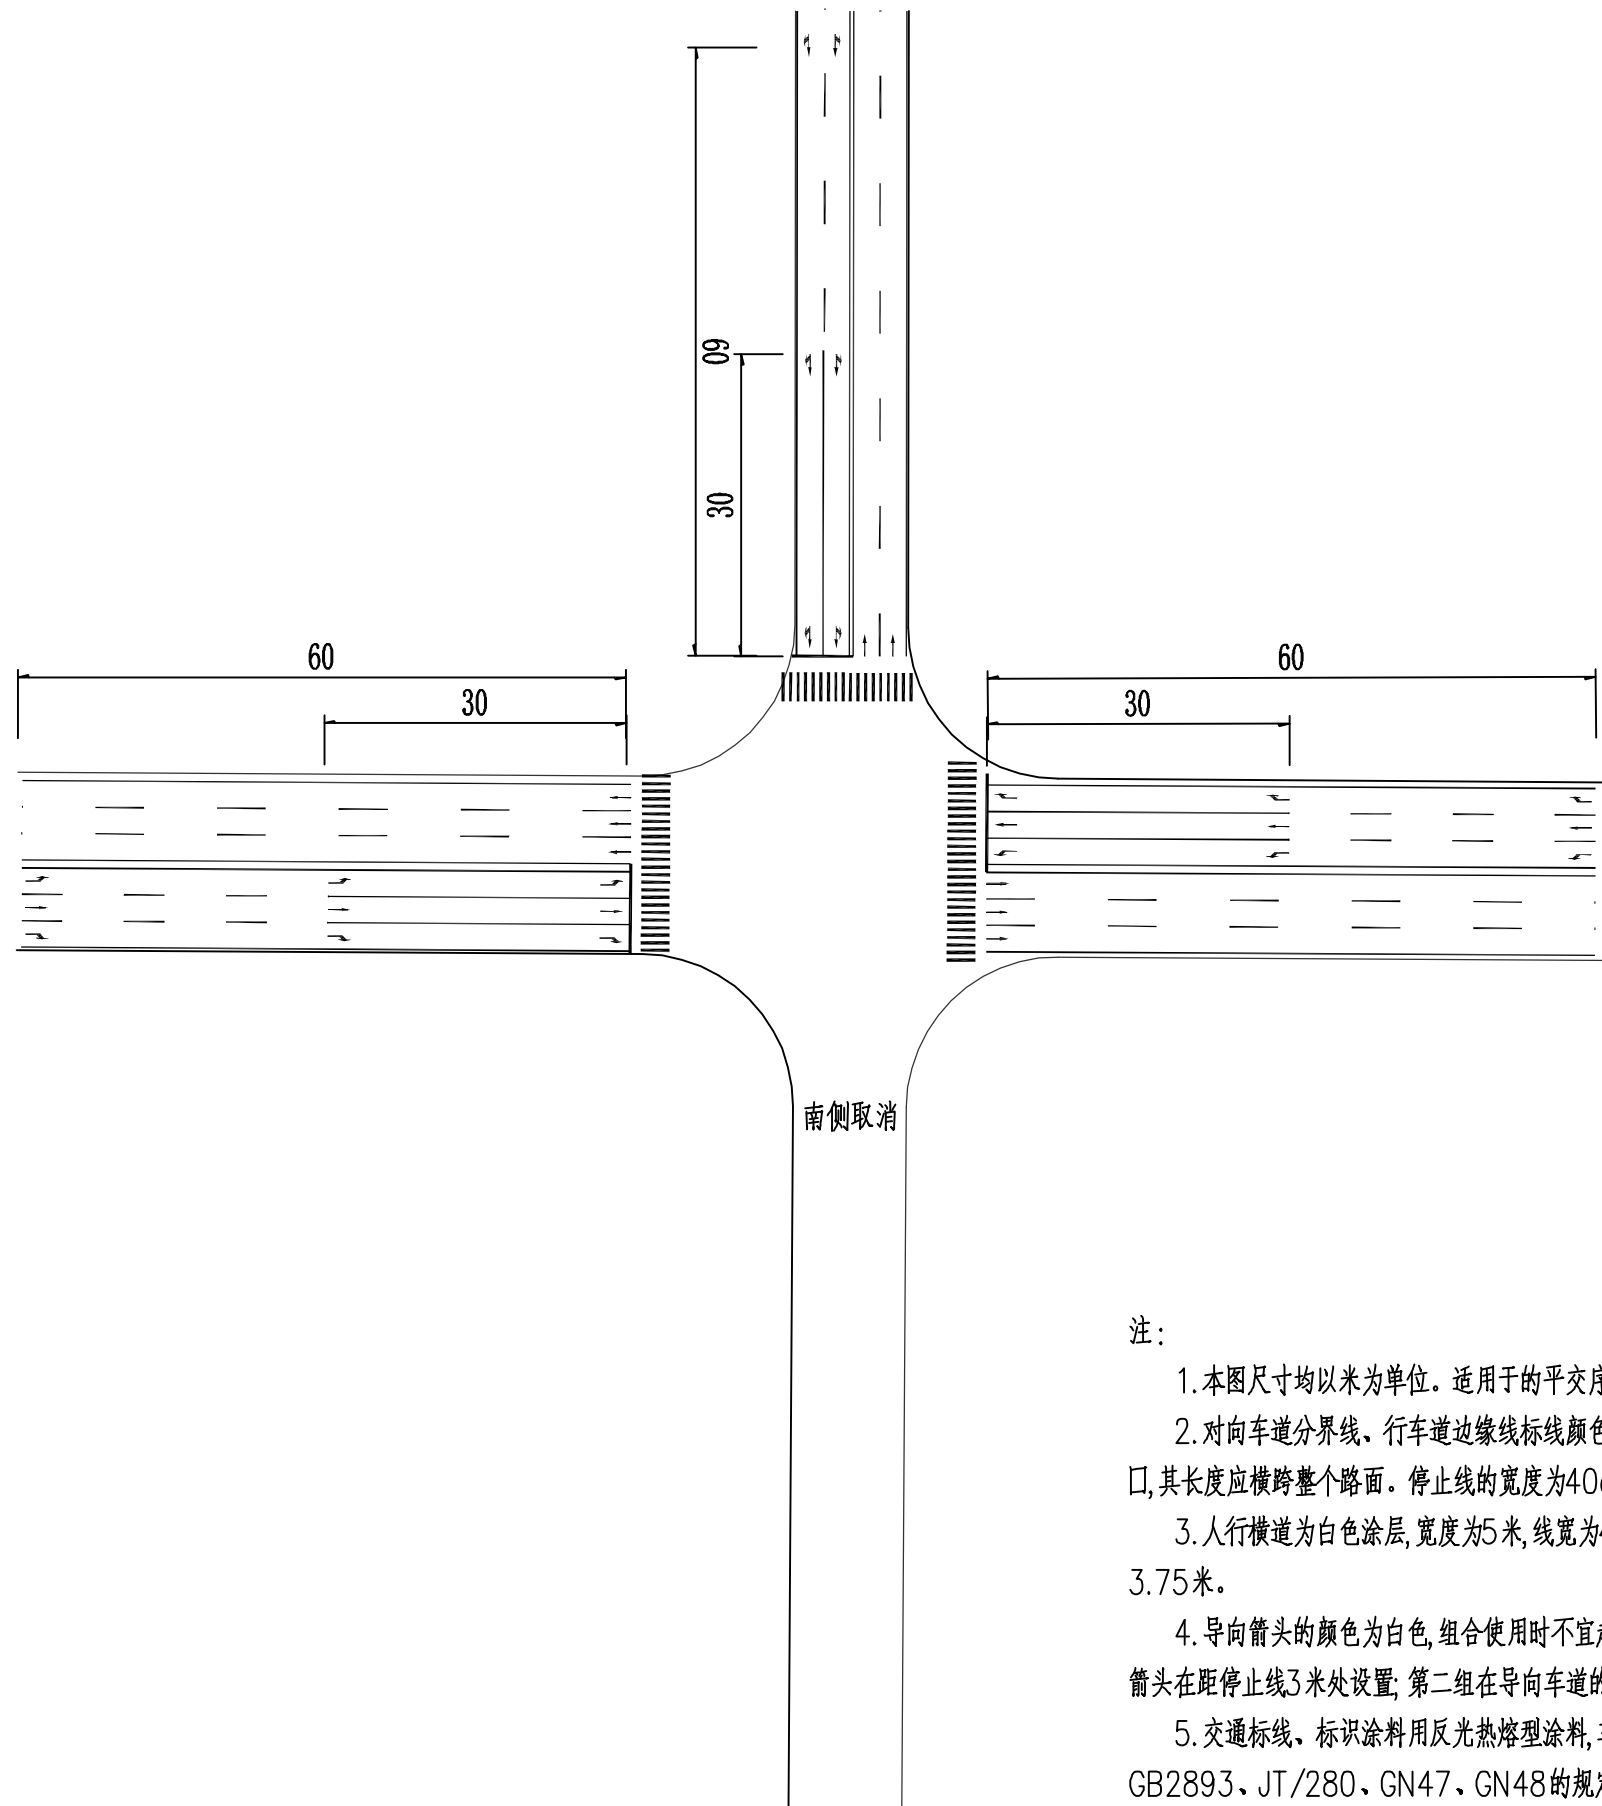 60
30
60
30
60
30
南侧取消
注:
1.本图尺寸均以米为单位。适用于的平交
2.对向车道分界线、行车道边缘线标线颜色
口,其长度应横跨整个路面。停止线的宽度为40
3.人行横道为白色涂层,宽度为5米,线宽为
3.75米。
4.导向箭头的颜色为白色,组合使用时不宜
箭头在距停止线3米处设置;第二组在导向车道的
5.交通标线、标识涂料用反光热熔型涂料,
GB2893、JT/280、GN47、GN48的规